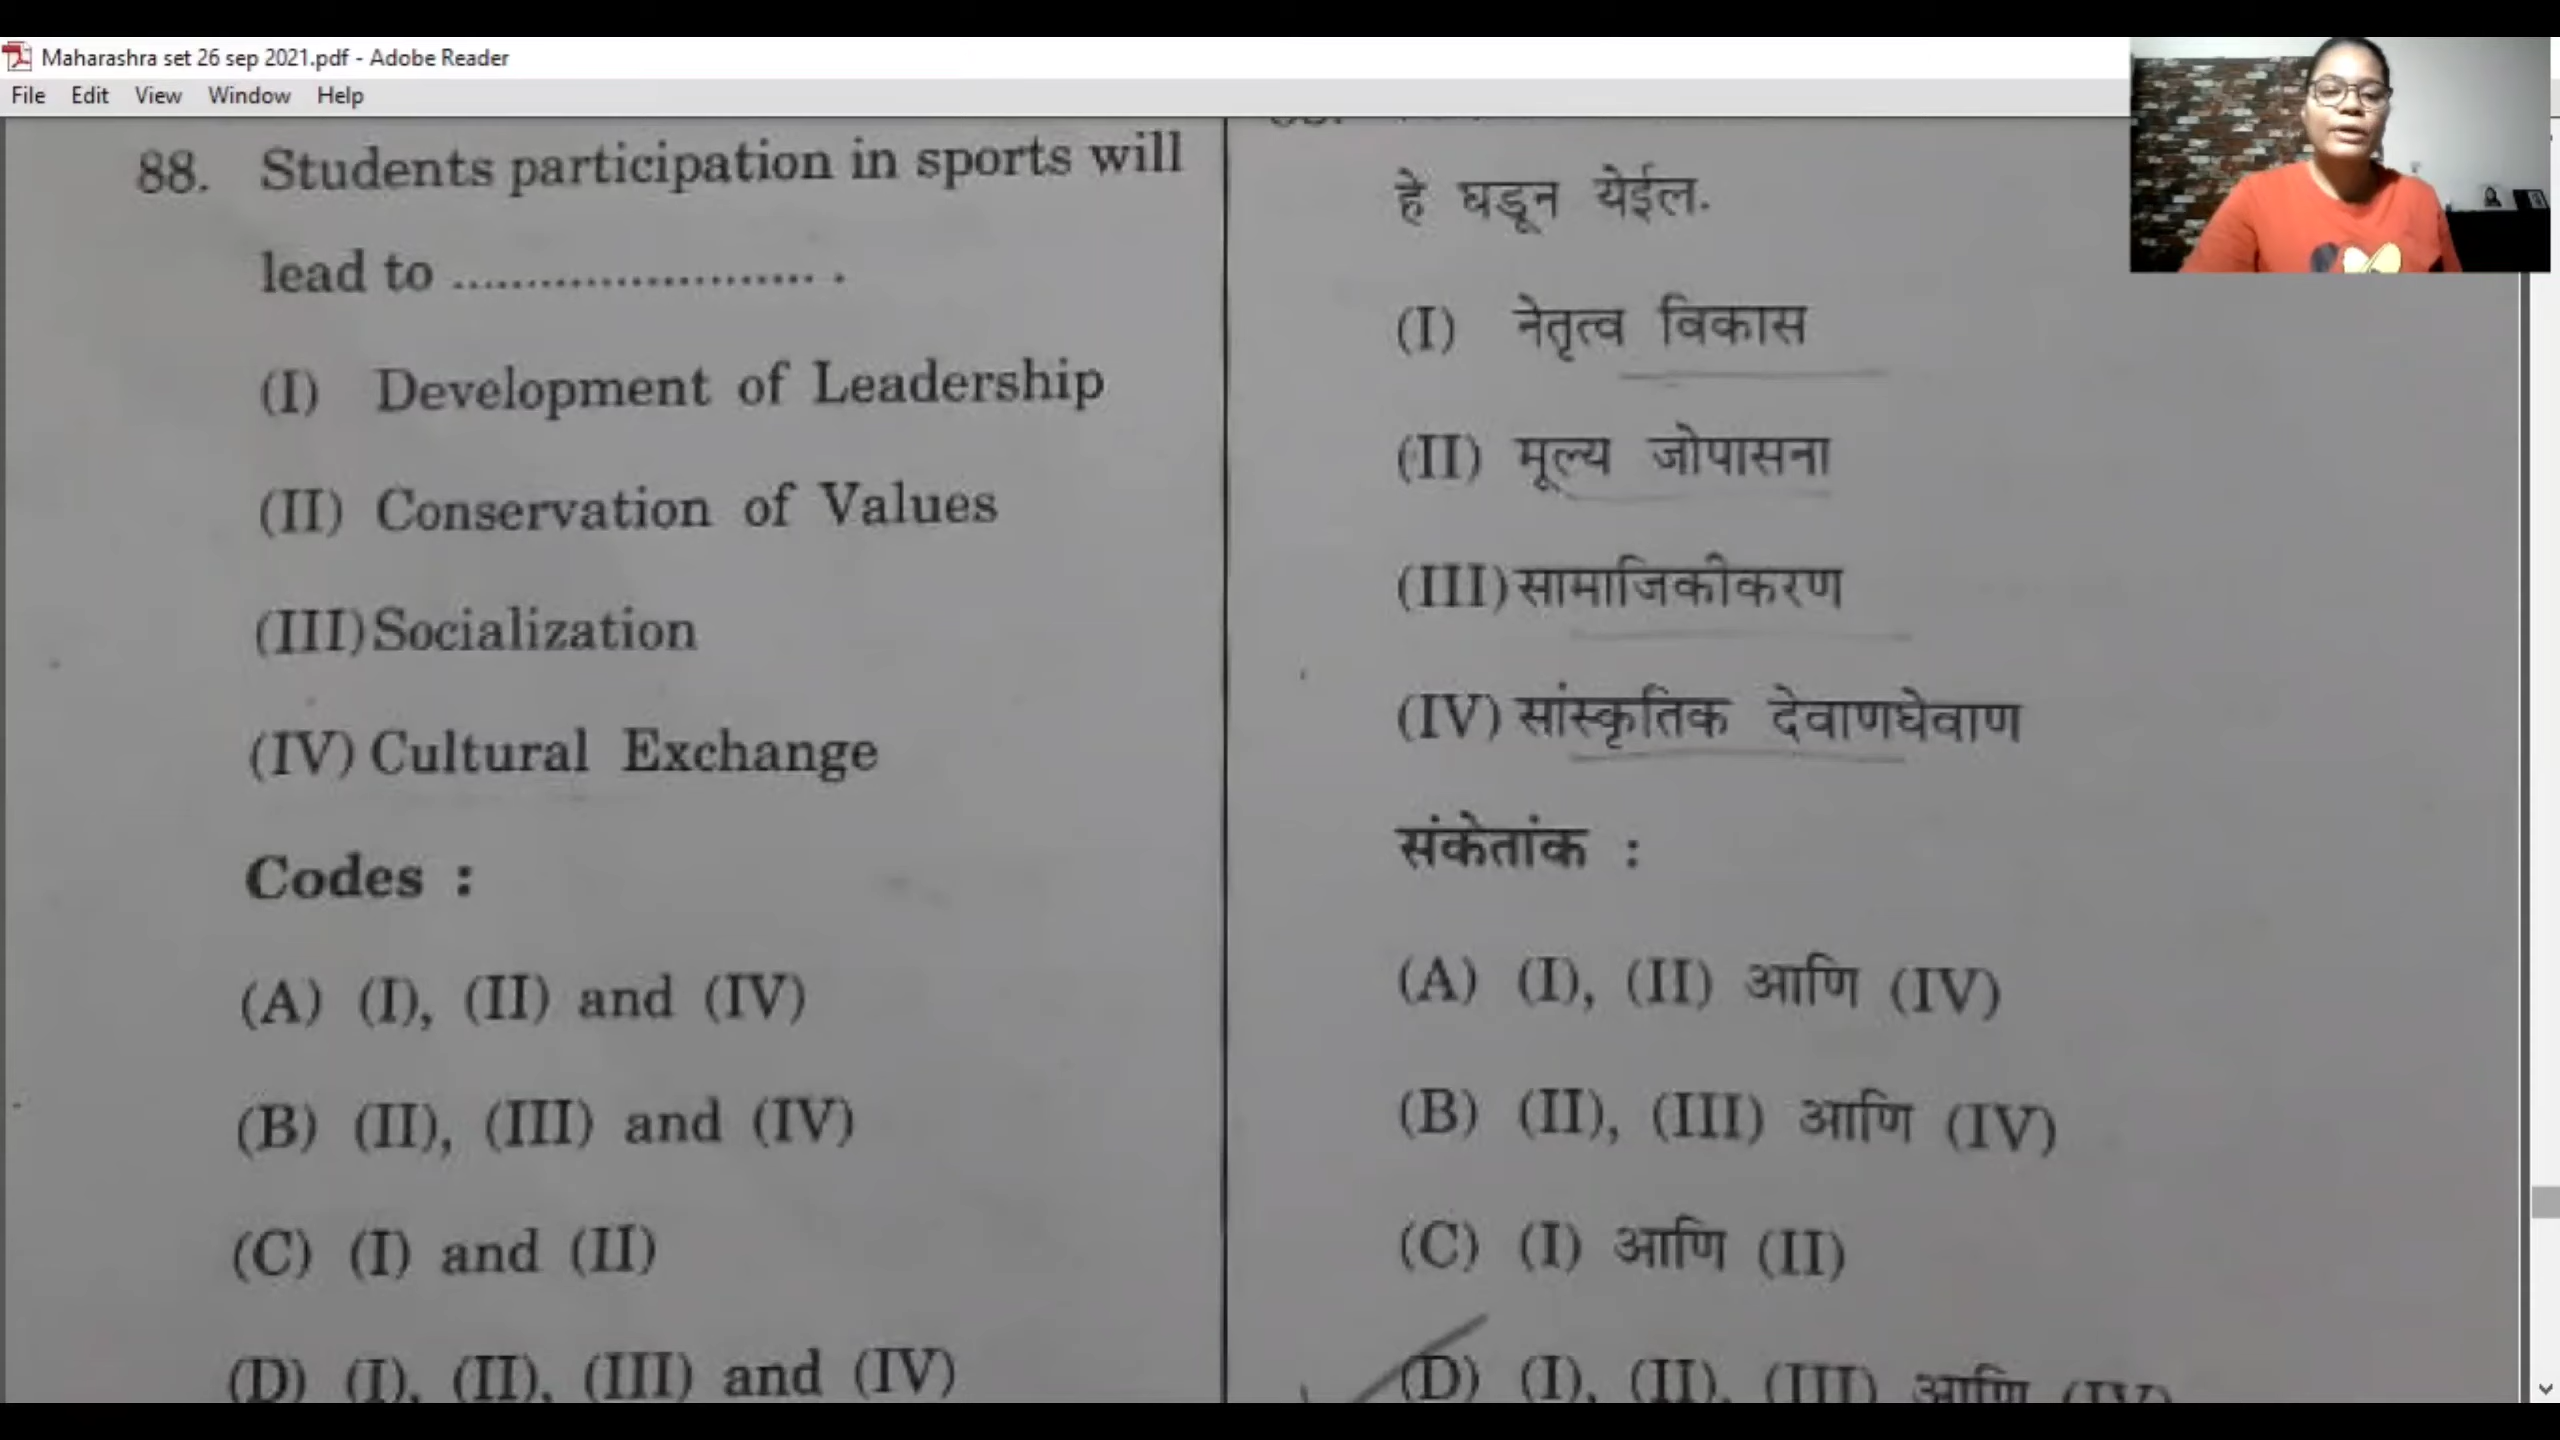 Maharashra set 26 sep 2021.pdf - Adobe Reader
File Edit View Window Help
88. Students participation in sports will
lead to .......................... .
(I) Development of Leadership
(II) Conservation of Values
(III) Socialization
(IV) Cultural Exchange
Codes :
(A) (I), (II) and (IV)
(B) (II), (III) and (IV)
(C) (I) and (II)
(D) (I), (II), (III) and (IV)
हे घडून येईल.
(I) नेतृत्व विकास
(II) मूल्य जोपासना
(III) सामाजिकीकरण
(IV) सांस्कृतिक देवाणघेवाण
संकेतांक :
(A) (I), (II) आणि (IV)
(B) (II), (III) आणि (IV)
(C) (I) आणि (II)
(D) (I), (II), (III) आणि (IV)